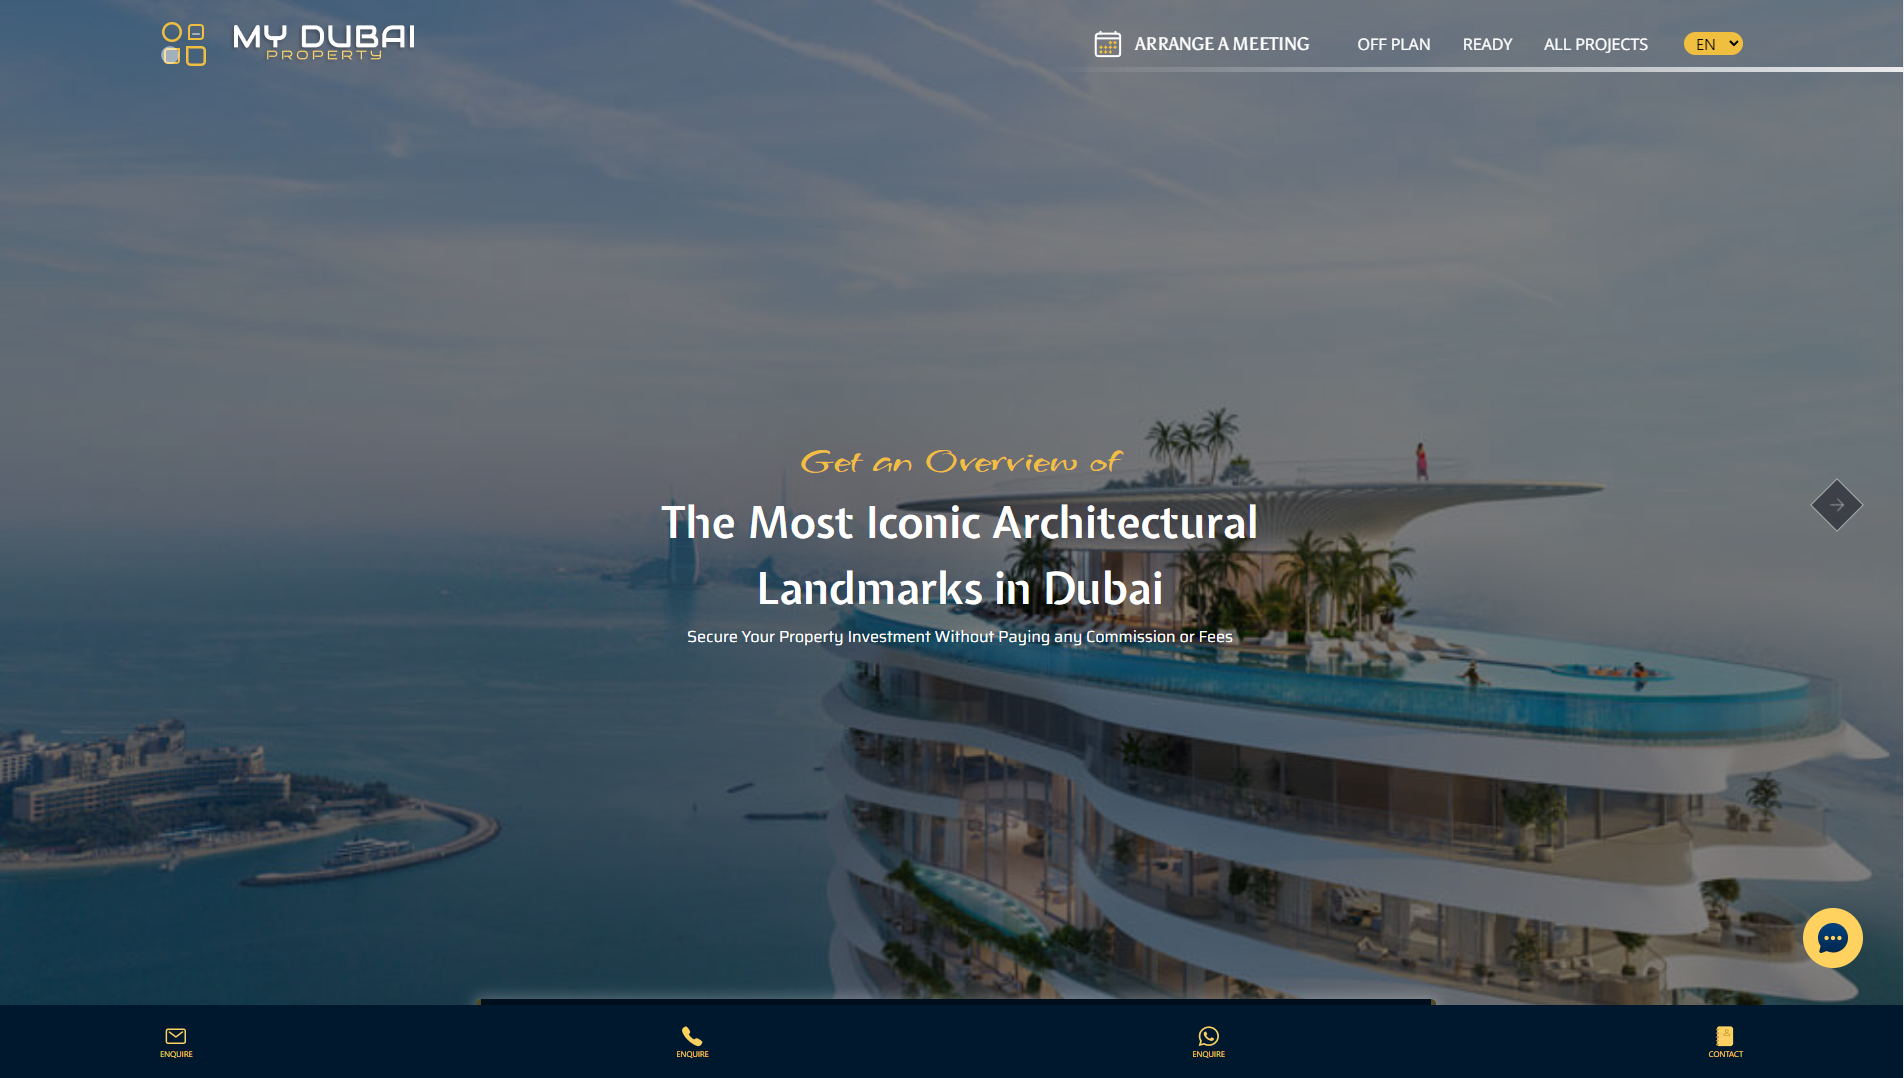 MY DUBAI
PROPERTY
ARRANGE A MEETING
OFF PLAN
READY
ALL PROJECTS
EN
Get an Overview of
The Most Iconic Architectural
Landmarks in Dubai
Secure Your Property Investment Without Paying any Commission or Fees
ENQUIRE
ENQUIRE
ENQUIRE
CONTACT